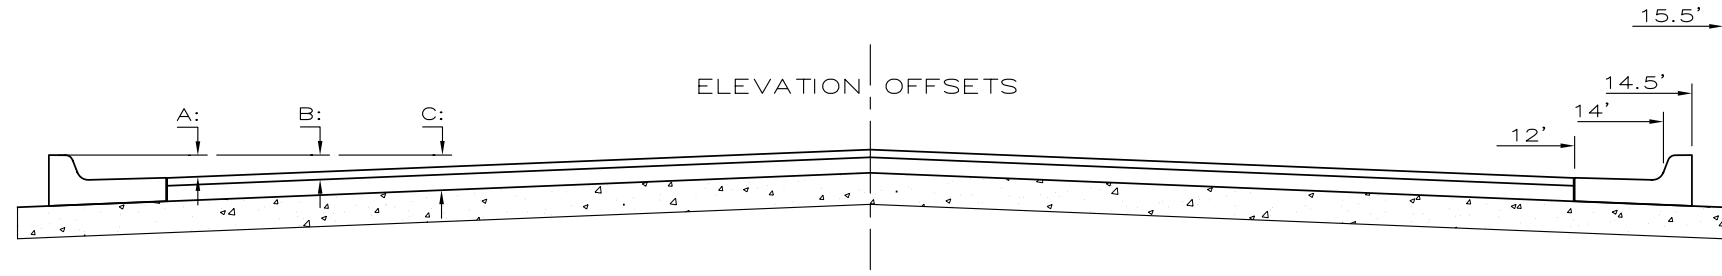 15.5'
ELEVATION OFFSETS
14.5'
A:
B:
C:
14'
12'